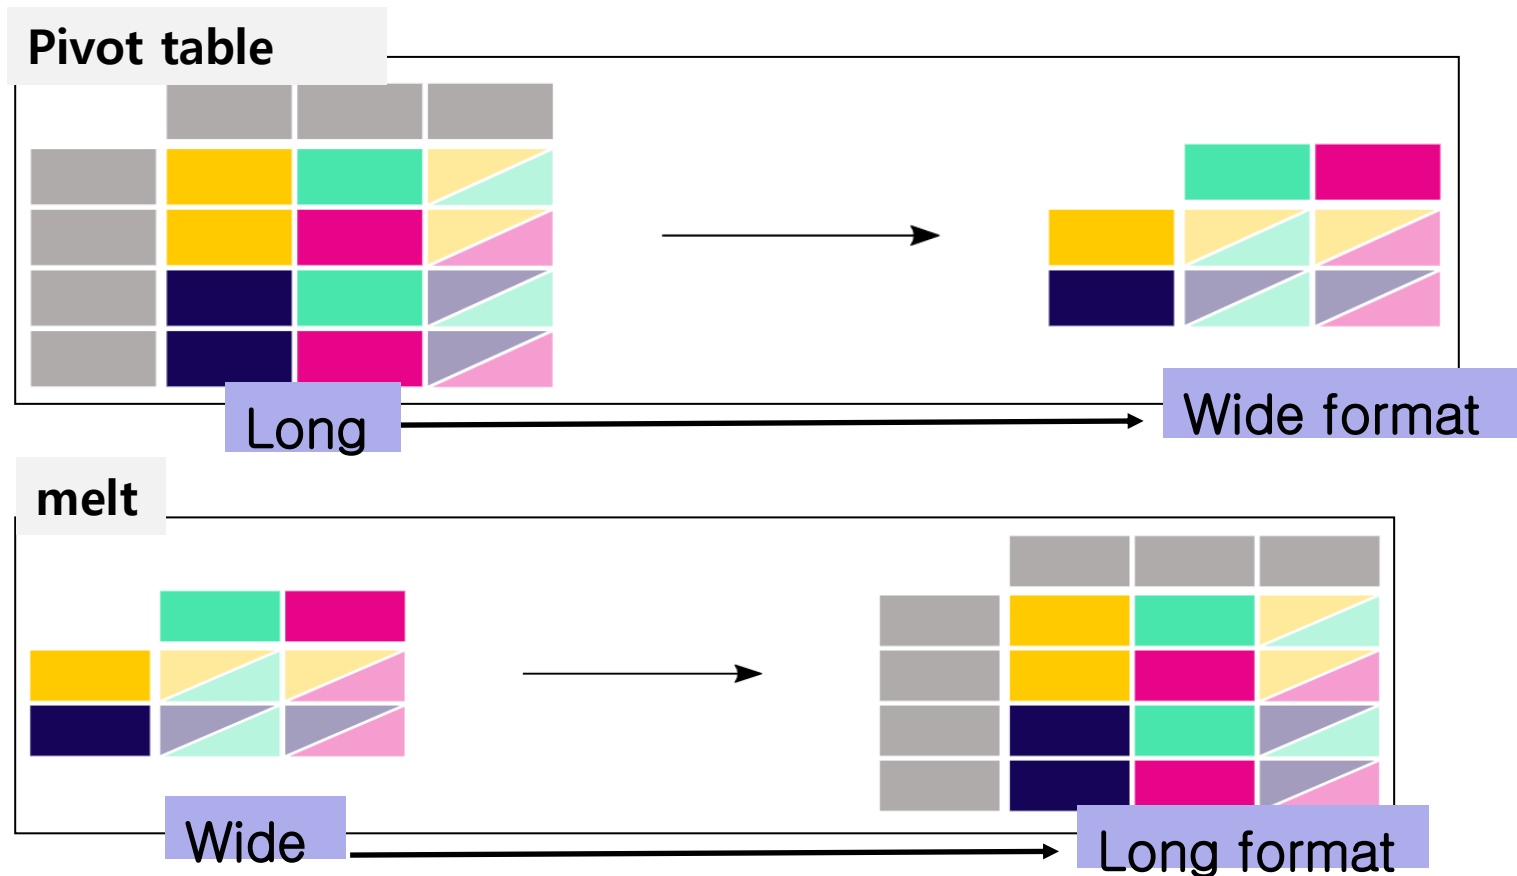 Pivot table
Long
Wide format
melt
Wide
Long format